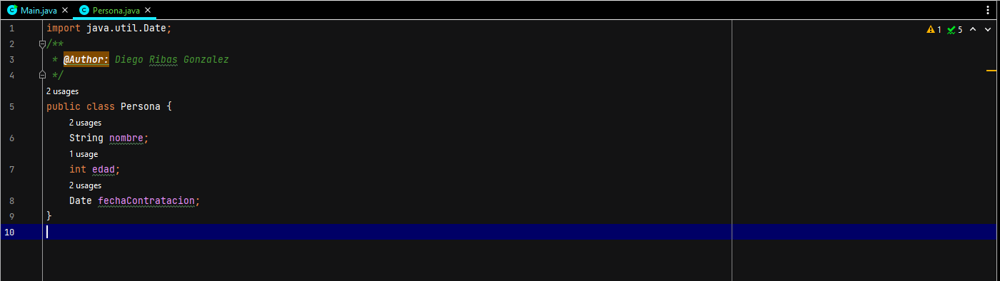 Main.java
Persona.java
1 import java.util.Date;
1 5
2 /**
3 * @Author: Diego Ribas Gonzalez
4 */
2 usages
5 public class Persona {
2 usages
6 String nombre;
1 usage
7 int edad;
2 usages
8 Date fechaContratacion;
9 }
10